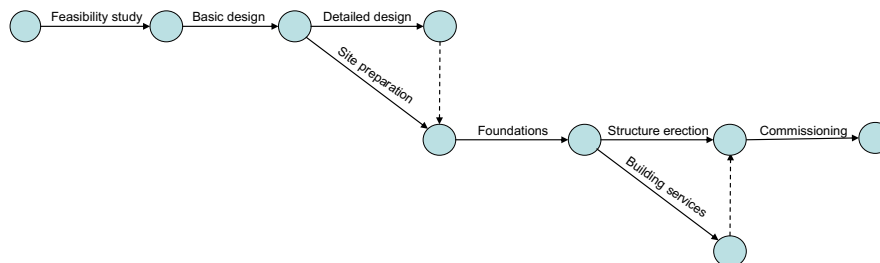 Feasibility study
Basic design
Detailed design
Site preparation
Foundations
Structure erection
Commissioning
Building services